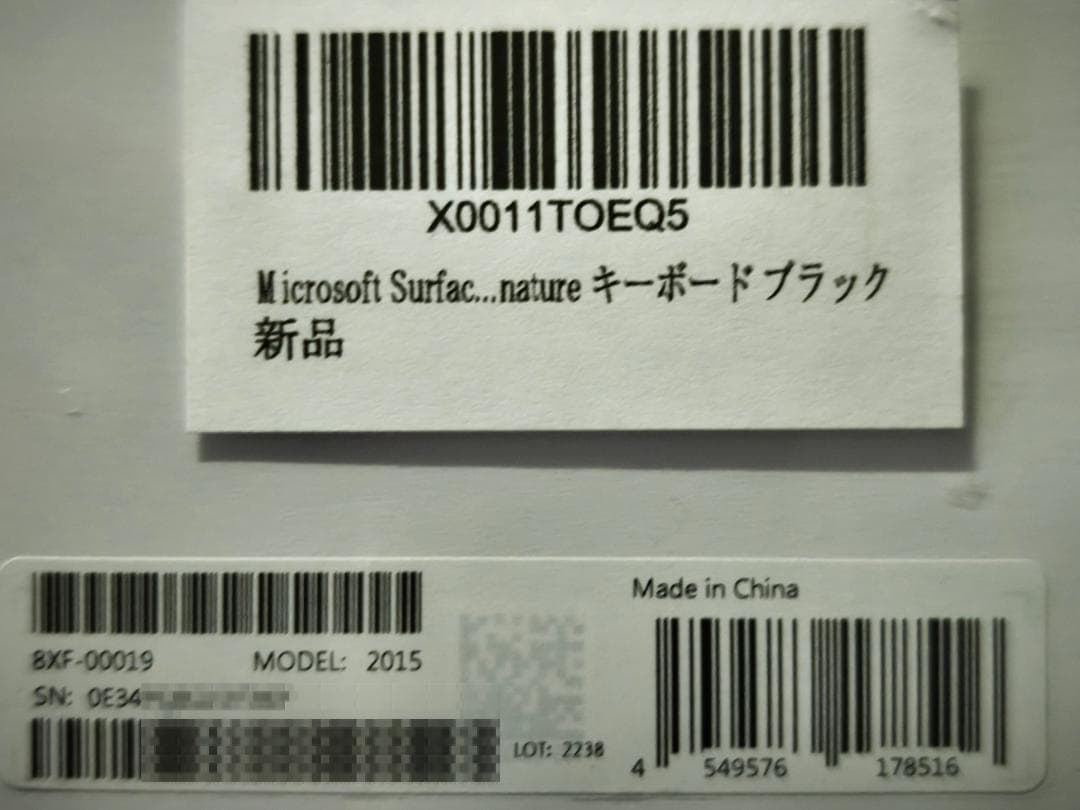 X0011TOEQ5
Microsoft Surfac...nature キーボード ブラック
新品
Made in China
8XF-00019 MODEL: 2015
SN: 0E34
LOT: 2238
4 549576 178516